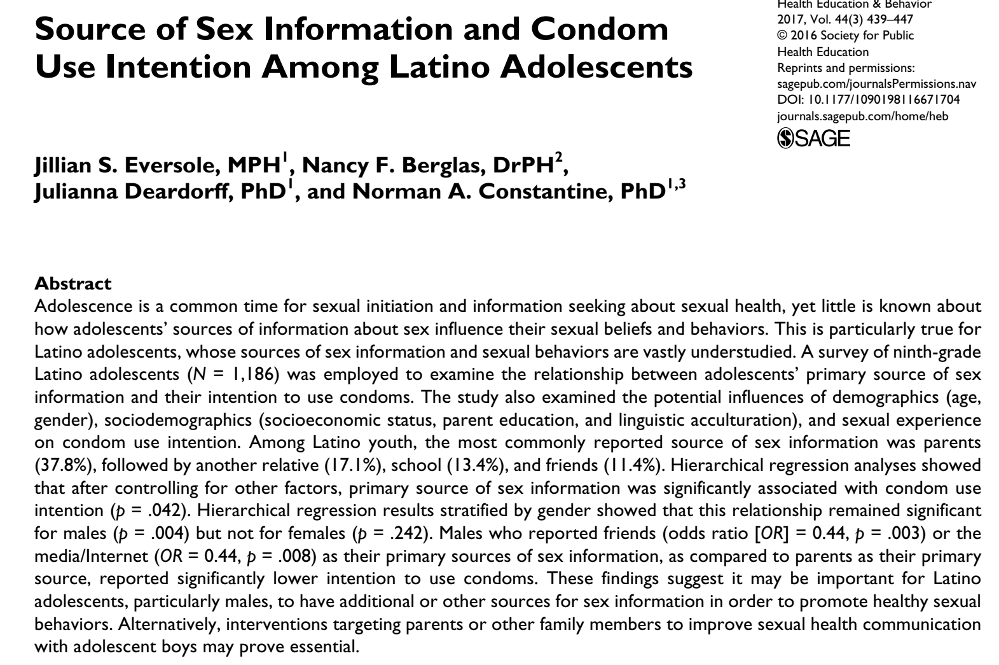 Source of Sex Information and Condom
Use Intention Among Latino Adolescents
Health Education & Behavior
2017, Vol. 44(3) 439–447
© 2016 Society for Public
Health Education
Reprints and permissions:
sagepub.com/journalsPermissions.nav
DOI: 10.1177/1090198116671704
journals.sagepub.com/home/heb
SAGE
Jillian S. Eversole, MPH1, Nancy F. Berglas, DrPH2,
Julianna Deardorff, PhD1, and Norman A. Constantine, PhD1,3
Abstract
Adolescence is a common time for sexual initiation and information seeking about sexual health, yet little is known about
how adolescents’ sources of information about sex influence their sexual beliefs and behaviors. This is particularly true for
Latino adolescents, whose sources of sex information and sexual behaviors are vastly understudied. A survey of ninth-grade
Latino adolescents (N = 1,186) was employed to examine the relationship between adolescents’ primary source of sex
information and their intention to use condoms. The study also examined the potential influences of demographics (age,
gender), sociodemographics (socioeconomic status, parent education, and linguistic acculturation), and sexual experience
on condom use intention. Among Latino youth, the most commonly reported source of sex information was parents
(37.8%), followed by another relative (17.1%), school (13.4%), and friends (11.4%). Hierarchical regression analyses showed
that after controlling for other factors, primary source of sex information was significantly associated with condom use
intention (p = .042). Hierarchical regression results stratified by gender showed that this relationship remained significant
for males (p = .004) but not for females (p = .242). Males who reported friends (odds ratio [OR] = 0.44, p = .003) or the
media/Internet (OR = 0.44, p = .008) as their primary sources of sex information, as compared to parents as their primary
source, reported significantly lower intention to use condoms. These findings suggest it may be important for Latino
adolescents, particularly males, to have additional or other sources for sex information in order to promote healthy sexual
behaviors. Alternatively, interventions targeting parents or other family members to improve sexual health communication
with adolescent boys may prove essential.